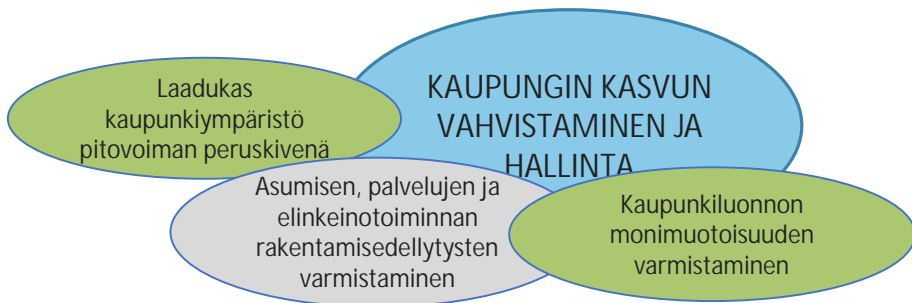 Laadukas
kaupunkiympäristö
pitovoiman peruskivenä
KAUPUNGIN KASVUN
VAHVISTAMINEN JA
HALLINTA
Asumisen, palvelujen ja
elinkeinotoiminnan
rakentamisedellytysten
varmistaminen
Kaupunkiluonnon
monimuotoisuuden
varmistaminen